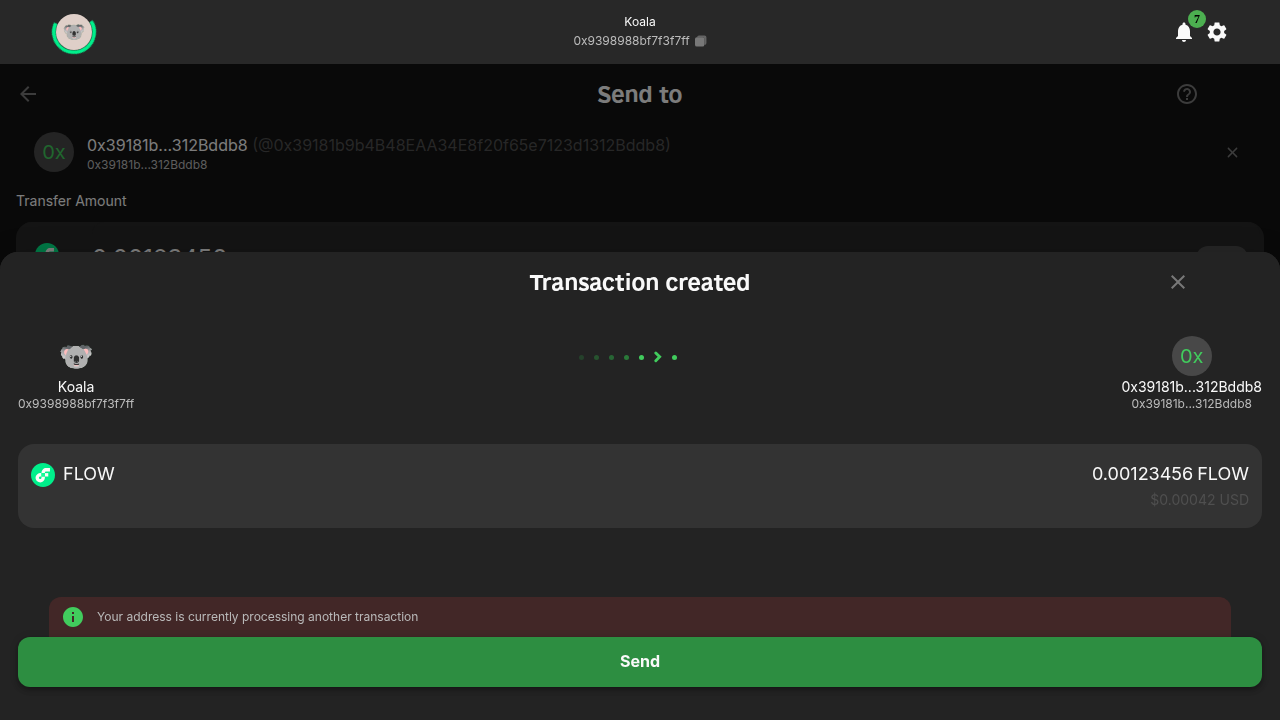 Koala
0x9398988bf7f3f7ff
7
Send to
0x
0x39181b...312Bddb8 (@0x39181b9b4B48EAA34E8f20f65e7123d1312Bddb8)
0x39181b...312Bddb8
Transfer Amount
Transaction created
0x
Koala
0x39181b...312Bddb8
0x9398988bf7f3f7ff
0x39181b...312Bddb8
FLOW
0.00123456 FLOW
$0.00042 USD
Your address is currently processing another transaction
Send